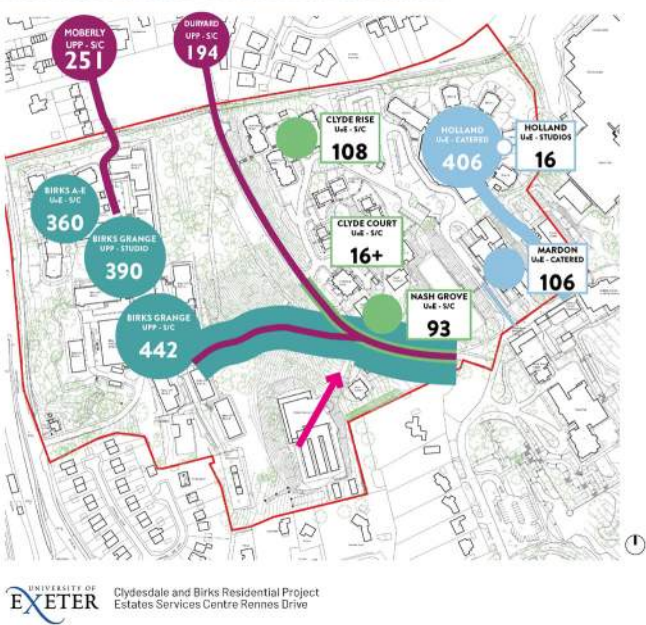 MOBERLY
UPP - S/C
251
DURYARD
UPP - S/C
194
CLYDE RISE
UoE - S/C
108
HOLLAND
UoE - CATERED
406
HOLLAND
UoE - STUDIOS
16
BIRKS A-E
UoE - S/C
360
CLYDE COURT
UoE - S/C
16+
BIRKS GRANGE
UPP - STUDIO
390
MARDON
UoE - CATERED
106
NASH GROVE
UoE - S/C
93
BIRKS GRANGE
UPP - S/C
442
UNIVERSITY OF
EXETER
Clydesdale and Birks Residential Project
Estates Services Centre Rennes Drive